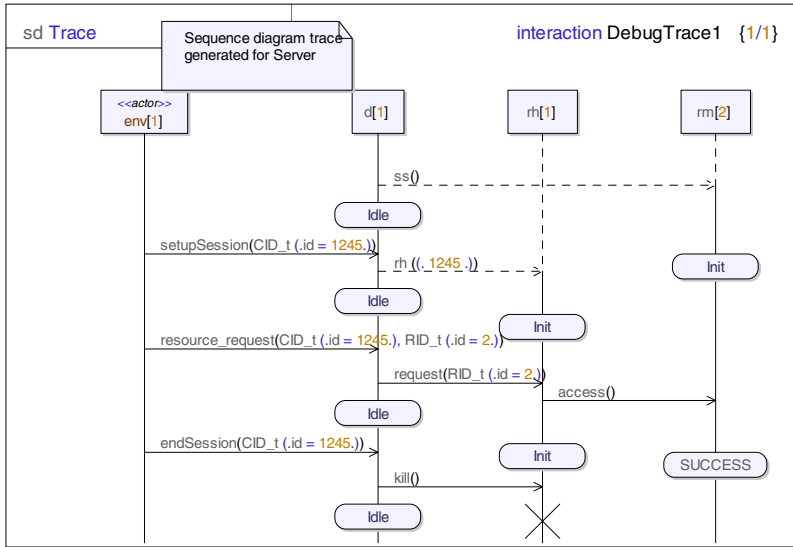 sd Trace
Sequence diagram trace
generated for Server
interaction DebugTrace1 {1/1}
<<actor>>
env[1]
d[1]
rh[1]
rm[2]
ss()
Idle
setupSession(CID_t (.id = 1245.))
rh ((. 1245 .))
Init
Idle
Init
resource_request(CID_t (.id = 1245.), RID_t (.id = 2.))
request(RID_t (.id = 2.))
access()
Idle
endSession(CID_t (.id = 1245.))
Init
SUCCESS
kill()
Idle